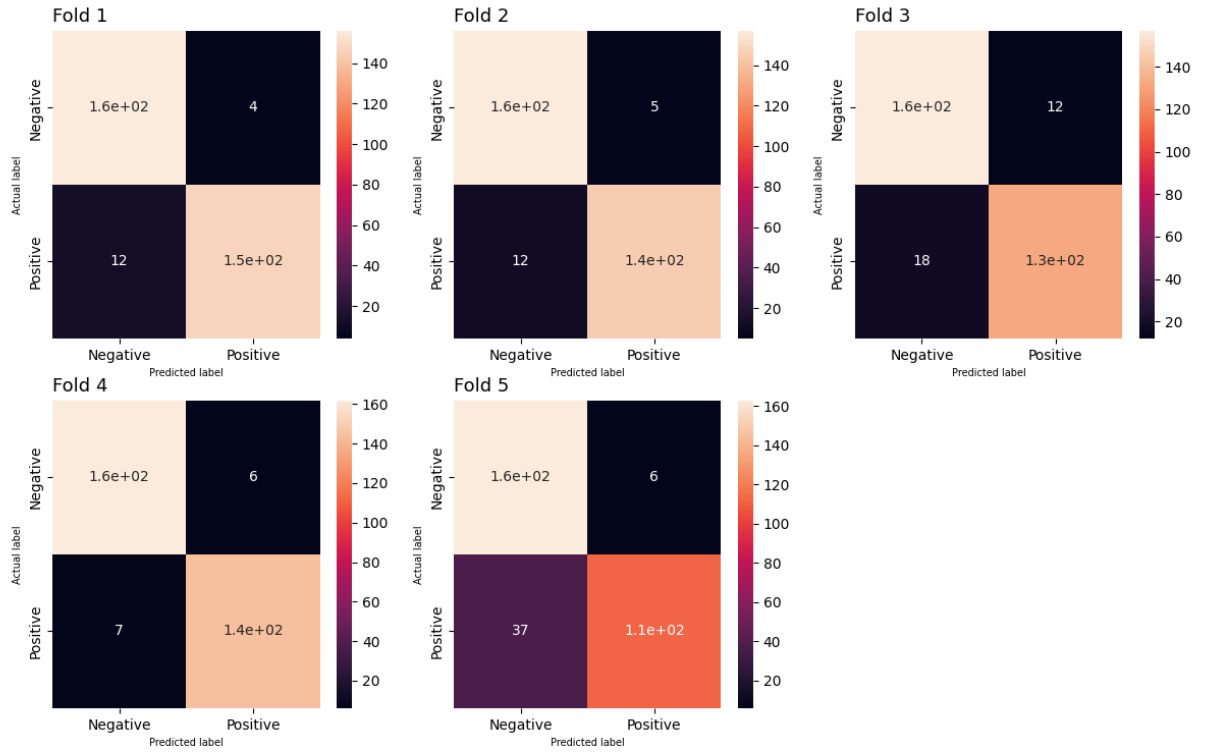 Fold 1
Negative
Positive
Actual label
1.6e+02
4
12
1.5e+02
Negative
Positive
Predicted label
140
120
100
80
60
40
20
Fold 2
Negative
Positive
Actual label
1.6e+02
5
12
1.4e+02
Negative
Positive
Predicted label
140
120
100
80
60
40
20
Fold 3
Negative
Positive
Actual label
1.6e+02
12
18
1.3e+02
Negative
Positive
Predicted label
140
120
100
80
60
40
20
Fold 4
Negative
Positive
Actual label
1.6e+02
6
7
1.4e+02
Negative
Positive
Predicted label
160
140
120
100
80
60
40
20
Fold 5
Negative
Positive
Actual label
1.6e+02
6
37
1.1e+02
Negative
Positive
Predicted label
160
140
120
100
80
60
40
20